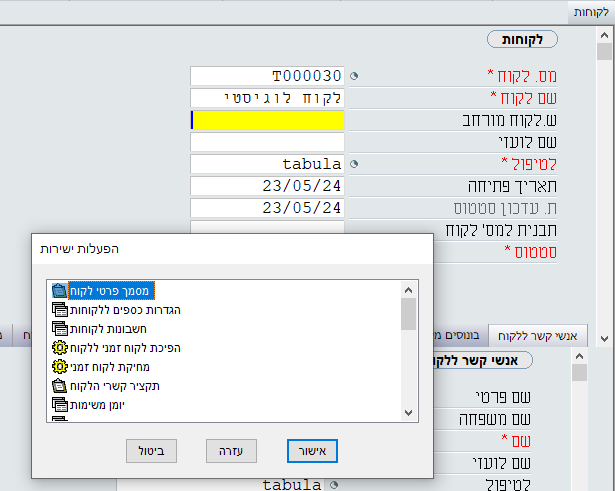 לקוחות
לקוחות
מס. לקוח *
T000030
שם לקוח *
לקוח לוגיסטי
ש.לקוח מורחב
שם לועזי
לטיפול *
tabula
תאריך פתיחה
23/05/24
ת. עדכון סטטוס
23/05/24
תבנית למס' לקוח
סטטוס *
הפעלות ישירות
מסמך פרטי לקוח
הגדרות כספים ללקוחות
חשבונות לקוחות
הפיכת לקוח זמני ללקוח
מחיקת לקוח זמני
תקציר קשרי הלקוח
יומן משימות
אישור
עזרה
ביטול
אנשי קשר ללקוח
בונוסים
אנשי קשר
שם פרטי
שם משפחה
שם *
שם לועזי
לטיפול
tabula